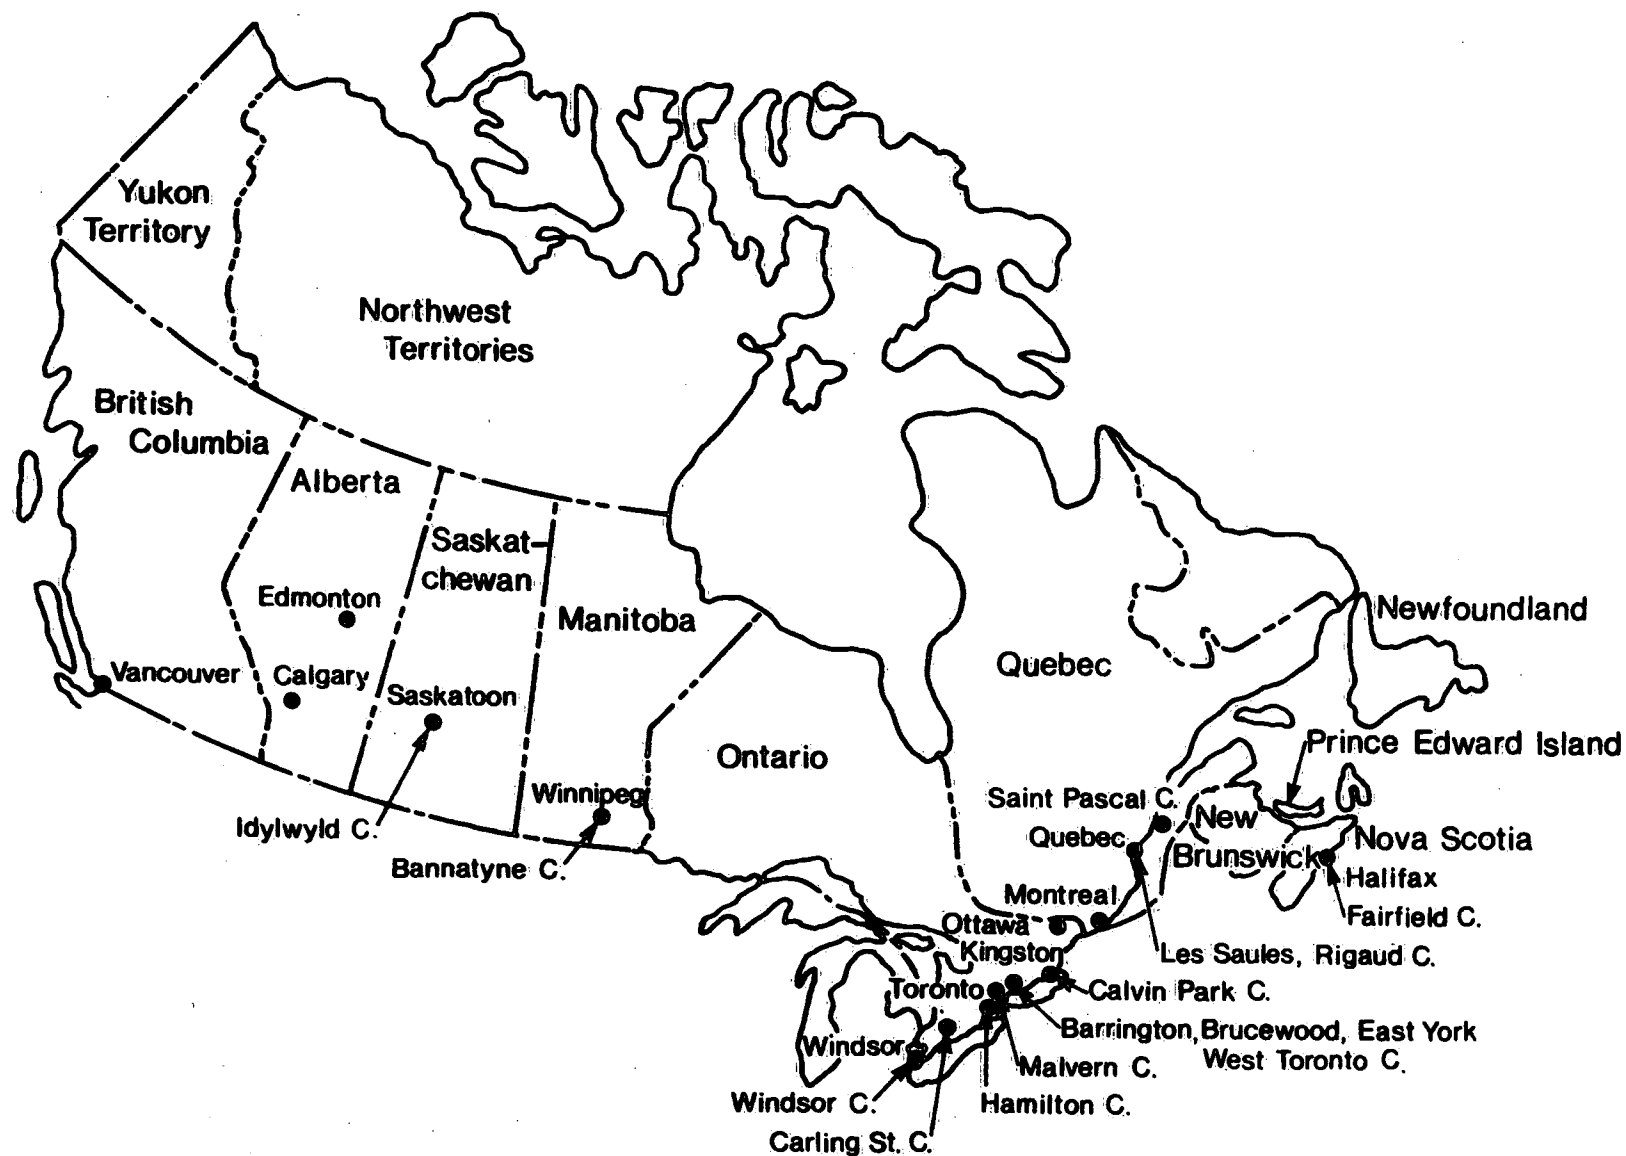 Yukon
Territory
Northwest
Territories
British
Columbia
Alberta
Saskat-
chewan
Edmonton
Manitoba
Newfoundland
Quebec
Vancouver
Calgary
Saskatoon
Prince Edward Island
Ontario
Winnipeg
Saint Pascal C.
New
Brunswick
Idylwyld C.
Quebec
Nova Scotia
Bannatyne C.
Halifax
Montreal
Fairfield C.
Ottawa
Kingston
Les Saules, Rigaud C.
Toronto
Calvin Park C.
Barrington, Brucewood, East York
West Toronto C.
Windsor
Malvern C.
Windsor C.
Hamilton C.
Carling St. C.